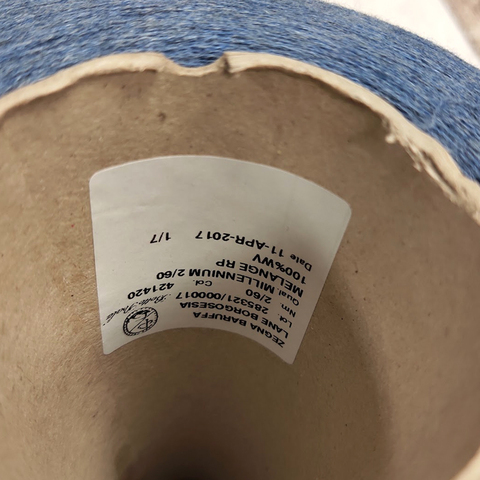 ZEGNA BARUFFA
LANE BORGOSESIA
Lot. 285321/000017
Nm. 2/60 Col. 421420
Qual MILLENNIUM 2/60
MELANGE RP
100%WV
Date 11-APR-2017 1/7